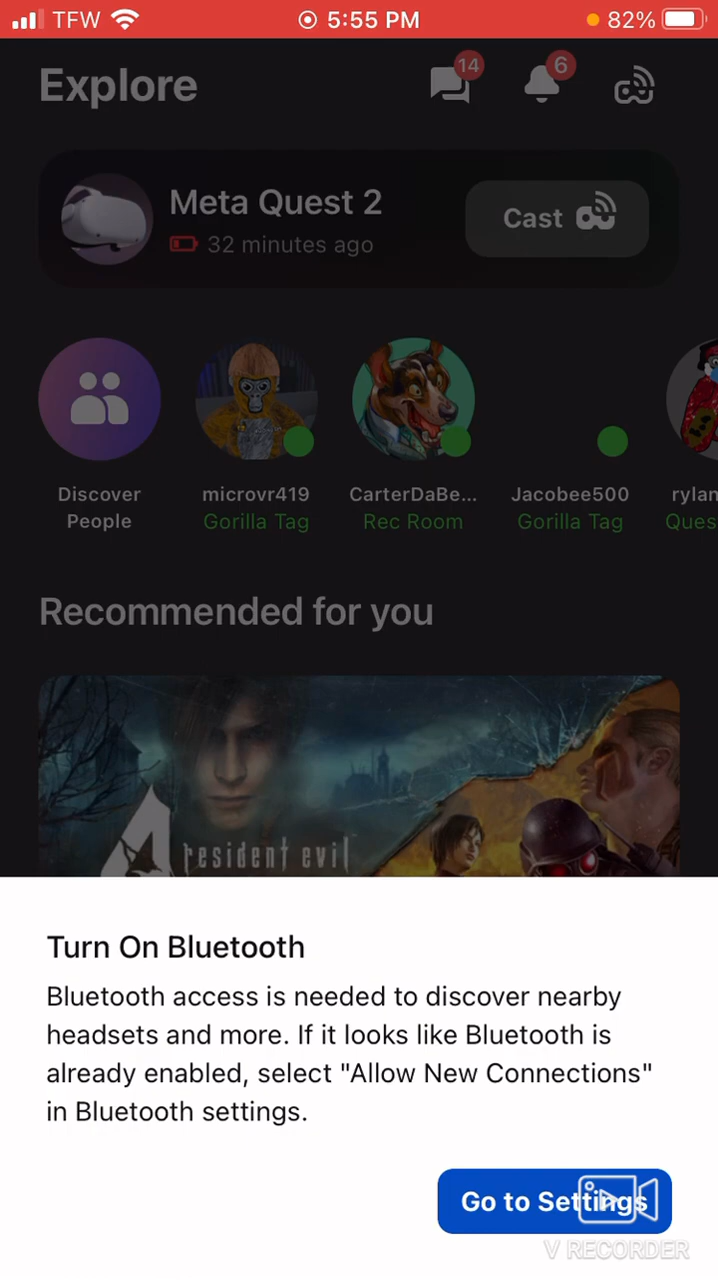 TFW 5:55 PM 82%
Explore 14 6
Meta Quest 2
32 minutes ago
Cast
Discover People
microvr419
Gorilla Tag
CarterDaBe...
Rec Room
Jacobee500
Gorilla Tag
rylan
Ques
Recommended for you
4 resident evil
Turn On Bluetooth
Bluetooth access is needed to discover nearby
headsets and more. If it looks like Bluetooth is
already enabled, select "Allow New Connections"
in Bluetooth settings.
Go to Settings
V RECORDER